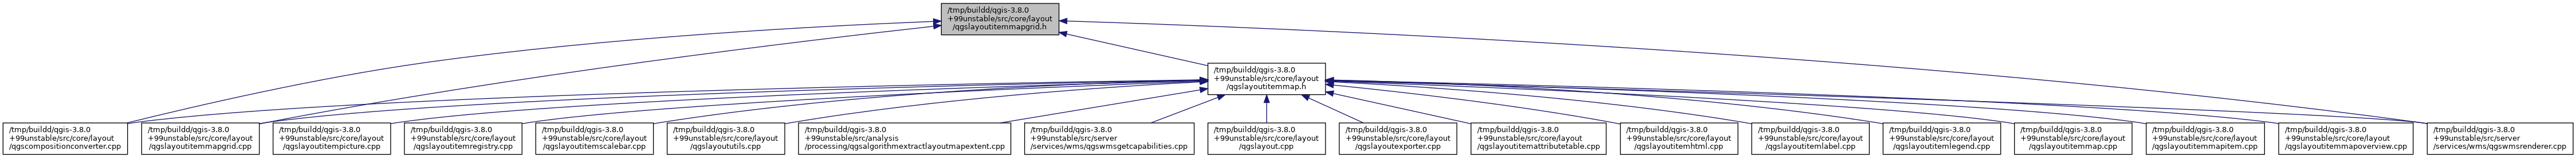 /tmp/buildd/qgis-3.8.0
+99unstable/src/core/layout
/qgslayoutitemmapgrid.h
/tmp/buildd/qgis-3.8.0
+99unstable/src/core/layout
/qgslayoutitemmap.h
/tmp/buildd/qgis-3.8.0
+99unstable/src/core/layout
/qgscompositionconverter.cpp
/tmp/buildd/qgis-3.8.0
+99unstable/src/core/layout
/qgslayoutitemmapgrid.cpp
/tmp/buildd/qgis-3.8.0
+99unstable/src/core/layout
/qgslayoutitempicture.cpp
/tmp/buildd/qgis-3.8.0
+99unstable/src/core/layout
/qgslayoutitemregistry.cpp
/tmp/buildd/qgis-3.8.0
+99unstable/src/core/layout
/qgslayoutitemscalebar.cpp
/tmp/buildd/qgis-3.8.0
+99unstable/src/core/layout
/qgslayoututils.cpp
/tmp/buildd/qgis-3.8.0
+99unstable/src/analysis
/processing/qgsalgorithmextractlayoutmapextent.cpp
/tmp/buildd/qgis-3.8.0
+99unstable/src/server
/services/wms/qgswmsgetcapabilities.cpp
/tmp/buildd/qgis-3.8.0
+99unstable/src/core/layout
/qgslayout.cpp
/tmp/buildd/qgis-3.8.0
+99unstable/src/core/layout
/qgslayoutexporter.cpp
/tmp/buildd/qgis-3.8.0
+99unstable/src/core/layout
/qgslayoutitemattributetable.cpp
/tmp/buildd/qgis-3.8.0
+99unstable/src/core/layout
/qgslayoutitemhtml.cpp
/tmp/buildd/qgis-3.8.0
+99unstable/src/core/layout
/qgslayoutitemlabel.cpp
/tmp/buildd/qgis-3.8.0
+99unstable/src/core/layout
/qgslayoutitemlegend.cpp
/tmp/buildd/qgis-3.8.0
+99unstable/src/core/layout
/qgslayoutitemmap.cpp
/tmp/buildd/qgis-3.8.0
+99unstable/src/core/layout
/qgslayoutitemmapitem.cpp
/tmp/buildd/qgis-3.8.0
+99unstable/src/core/layout
/qgslayoutitemmapoverview.cpp
/tmp/buildd/qgis-3.8.0
+99unstable/src/server
/services/wms/qgswmsrenderer.cpp